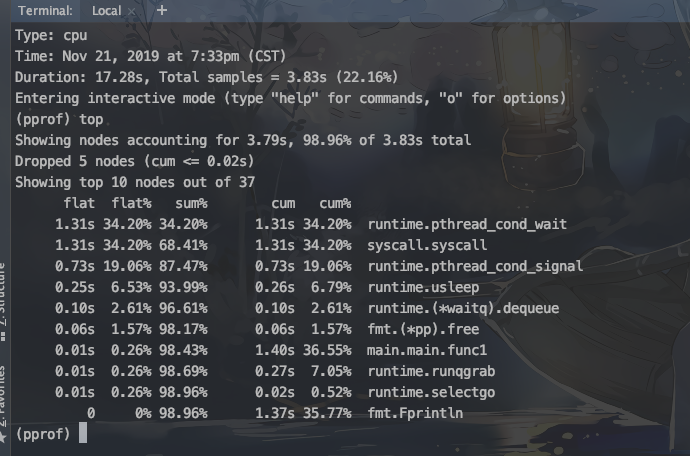 Terminal: Local × +
Type: cpu
Time: Nov 21, 2019 at 7:33pm (CST)
Duration: 17.28s, Total samples = 3.83s (22.16%)
Entering interactive mode (type "help" for commands, "o" for options)
(pprof) top
Showing nodes accounting for 3.79s, 98.96% of 3.83s total
Dropped 5 nodes (cum <= 0.02s)
Showing top 10 nodes out of 37
flat flat% sum% cum cum%
1.31s 34.20% 34.20% 1.31s 34.20% runtime.pthread_cond_wait
1.31s 34.20% 68.41% 1.31s 34.20% syscall.syscall
0.73s 19.06% 87.47% 0.73s 19.06% runtime.pthread_cond_signal
0.25s 6.53% 93.99% 0.26s 6.79% runtime.usleep
0.10s 2.61% 96.61% 0.10s 2.61% runtime.(*waitq).dequeue
0.06s 1.57% 98.17% 0.06s 1.57% fmt.(*pp).free
0.01s 0.26% 98.43% 1.40s 36.55% main.main.func1
0.01s 0.26% 98.69% 0.27s 7.05% runtime.runqgrab
0.01s 0.26% 98.96% 0.02s 0.52% runtime.selectgo
0 0% 98.96% 1.37s 35.77% fmt.Fprintln
(pprof)
Z: Structure
2: Favorites